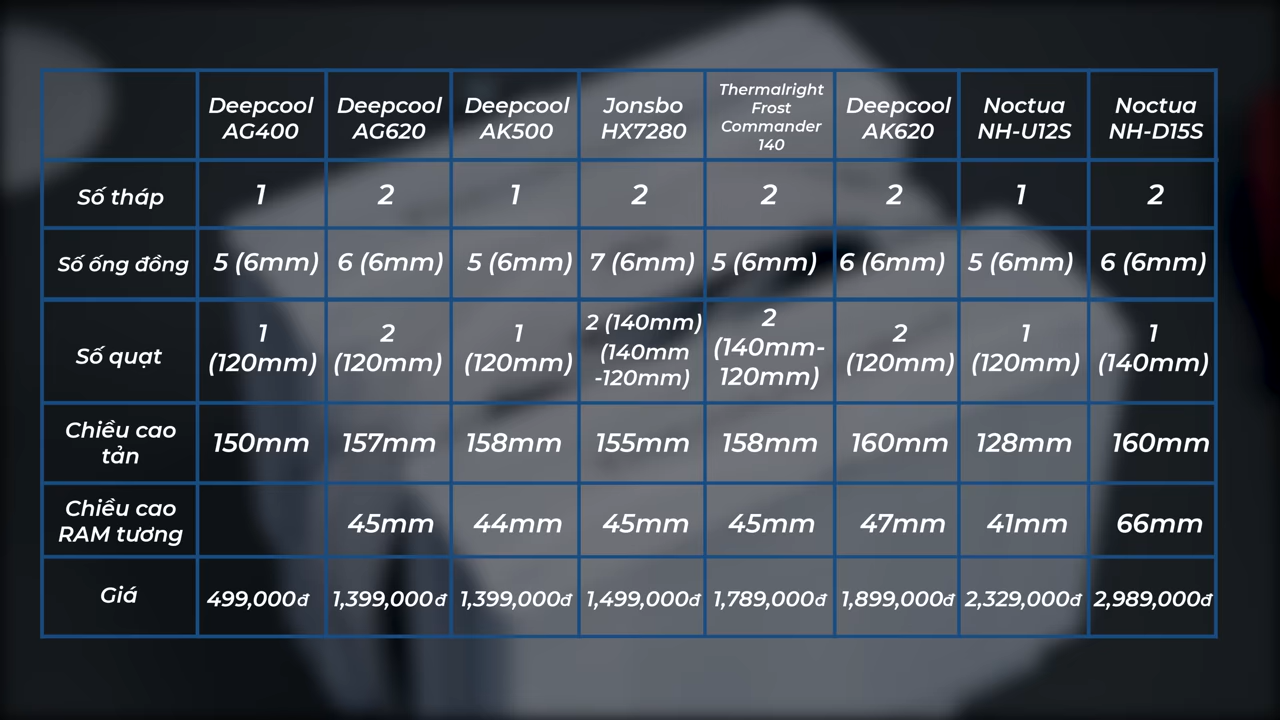 Deepcool AG400 Deepcool AG620 Deepcool AK500 Jonsbo HX7280 Thermalright Frost Commander 140 Deepcool AK620 Noctua NH-U12S Noctua NH-D15S
Số tháp 1 2 1 2 2 2 1 2
Số ống đồng 5 (6mm) 6 (6mm) 5 (6mm) 7 (6mm) 5 (6mm) 6 (6mm) 5 (6mm) 6 (6mm)
Số quạt 1 (120mm) 2 (120mm) 1 (120mm) 2 (140mm) (140mm -120mm) 2 (140mm-120mm) 2 (120mm) 1 (120mm) 1 (140mm)
Chiều cao tản 150mm 157mm 158mm 155mm 158mm 160mm 128mm 160mm
Chiều cao RAM tương 45mm 44mm 45mm 45mm 47mm 41mm 66mm
Giá 499,000đ 1,399,000đ 1,399,000đ 1,499,000đ 1,789,000đ 1,899,000đ 2,329,000đ 2,989,000đ